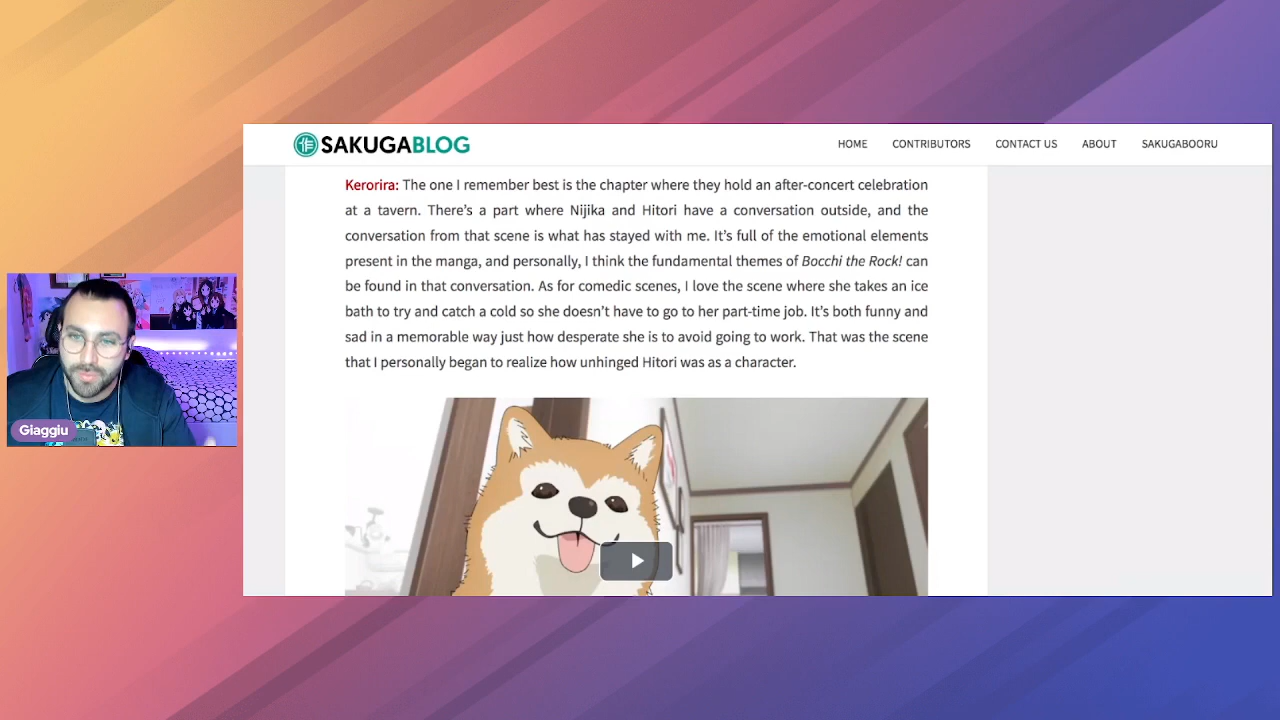 SAKUGABLOG
HOME CONTRIBUTORS CONTACT US ABOUT SAKUGABOORU
Kerorira: The one I remember best is the chapter where they hold an after-concert celebration
at a tavern. There’s a part where Nijika and Hitori have a conversation outside, and the
conversation from that scene is what has stayed with me. It’s full of the emotional elements
present in the manga, and personally, I think the fundamental themes of Bocchi the Rock! can
be found in that conversation. As for comedic scenes, I love the scene where she takes an ice
bath to try and catch a cold so she doesn’t have to go to her part-time job. It’s both funny and
sad in a memorable way just how desperate she is to avoid going to work. That was the scene
that I personally began to realize how unhinged Hitori was as a character.
Giaggiu